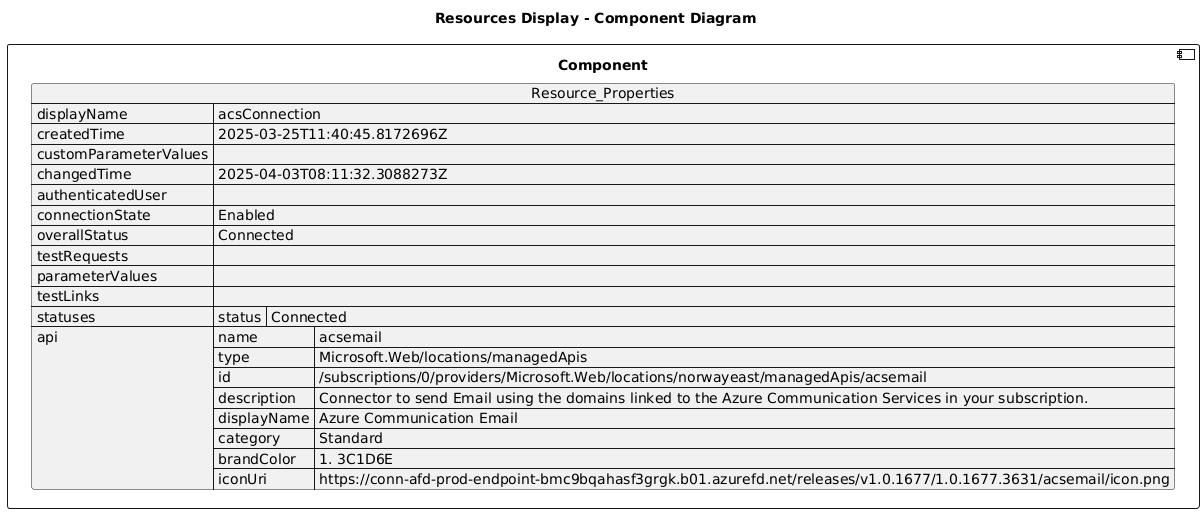 Resources Display - Component Diagram
Component
Resource_Properties
displayName acsConnection
createdTime 2025-03-25T11:40:45.8172696Z
customParameterValues
changedTime 2025-04-03T08:11:32.3088273Z
authenticatedUser
connectionState Enabled
overallStatus Connected
testRequests
parameterValues
testLinks
statuses status Connected
api name acsemail
type Microsoft.Web/locations/managedApis
id /subscriptions/0/providers/Microsoft.Web/locations/norwayeast/managedApis/acsemail
description Connector to send Email using the domains linked to the Azure Communication Services in your subscription.
displayName Azure Communication Email
category Standard
brandColor 1. 3C1D6E
iconUri https://conn-afd-prod-endpoint-bmc9bqahasf3grgk.b01.azurefd.net/releases/v1.0.1677/1.0.1677.3631/acsemail/icon.png